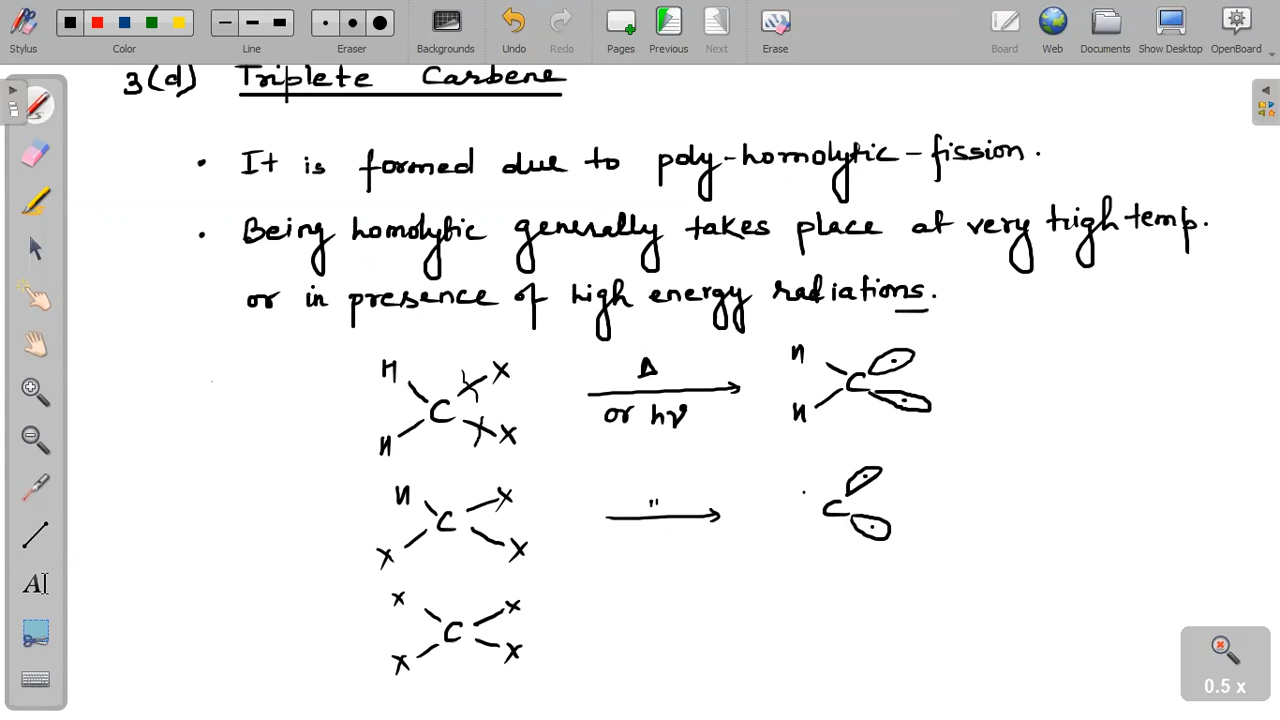 Stylus Color Line Eraser Backgrounds Undo Redo Pages Previous Next Erase Board Web Documents Show Desktop OpenBoard
3(d) Triplete Carbene
• It is formed due to poly-homolytic-fission.
• Being homolytic generally takes place at very high temp.
or in presence of high energy radiations.
H X Δ H
C C
H X or hν H
H X "
C C
X X
X X
C
X X
0.5 x